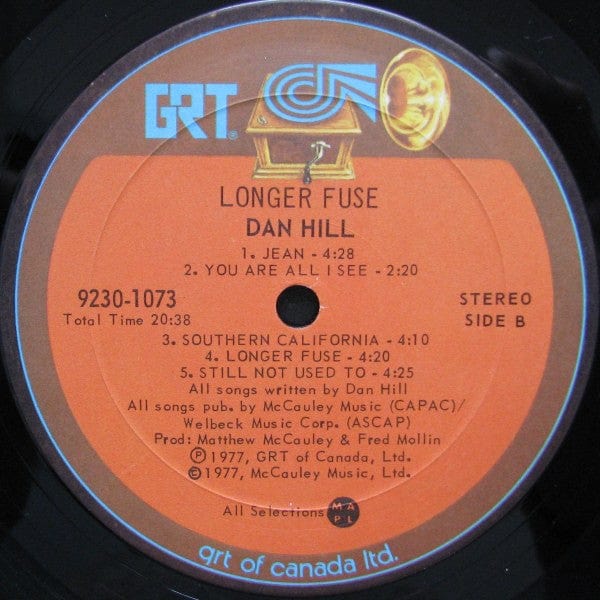 GRT®
LONGER FUSE
DAN HILL
1. JEAN - 4:28
2. YOU ARE ALL I SEE - 2:20
9230-1073
Total Time 20:38
STEREO
SIDE B
3. SOUTHERN CALIFORNIA - 4:10
4. LONGER FUSE - 4:20
5. STILL NOT USED TO - 4:25
All songs written by Dan Hill
All songs pub. by McCauley Music (CAPAC)/
Welbeck Music Corp. (ASCAP)
Prod: Matthew McCauley & Fred Mollin
℗1977, GRT of Canada, Ltd.
©1977, McCauley Music, Ltd.
All Selections MAPL
grt of canada ltd.